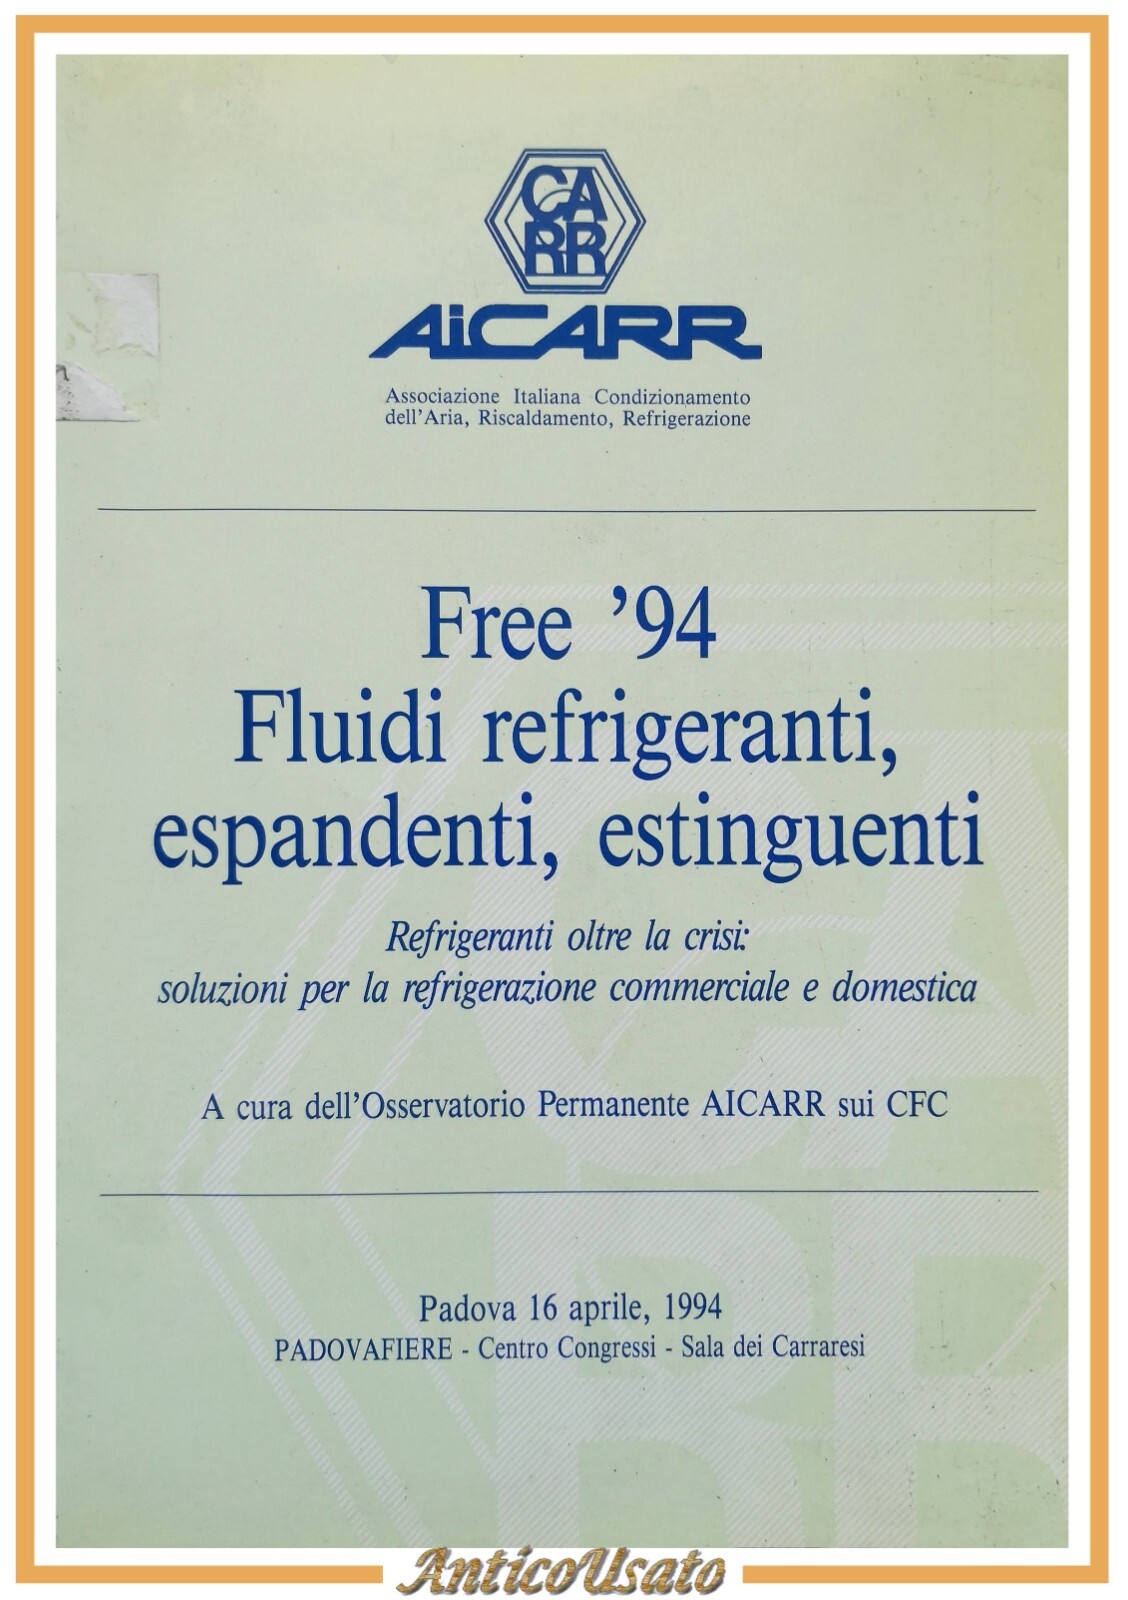 CA
RR
AiCARR
Associazione Italiana Condizionamento
dell'Aria, Riscaldamento, Refrigerazione
Free '94
Fluidi refrigeranti,
espandenti, estinguenti
Refrigeranti oltre la crisi:
soluzioni per la refrigerazione commerciale e domestica
A cura dell'Osservatorio Permanente AICARR sui CFC
Padova 16 aprile, 1994
PADOVAFIERE - Centro Congressi - Sala dei Carraresi
AnticoUsato